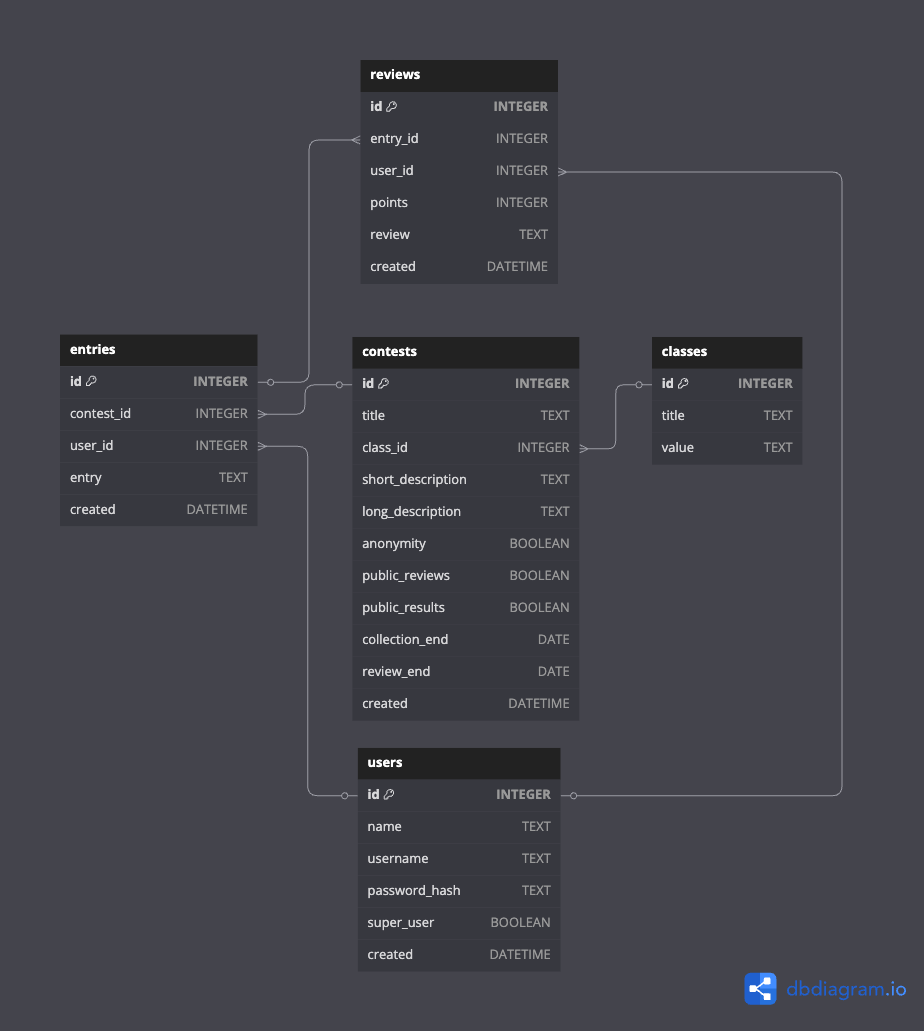 reviews
id INTEGER
entry_id INTEGER
user_id INTEGER
points INTEGER
review TEXT
created DATETIME
entries
id INTEGER
contest_id INTEGER
user_id INTEGER
entry TEXT
created DATETIME
contests
id INTEGER
title TEXT
class_id INTEGER
short_description TEXT
long_description TEXT
anonymity BOOLEAN
public_reviews BOOLEAN
public_results BOOLEAN
collection_end DATE
review_end DATE
created DATETIME
classes
id INTEGER
title TEXT
value TEXT
users
id INTEGER
name TEXT
username TEXT
password_hash TEXT
super_user BOOLEAN
created DATETIME
dbdiagram.io